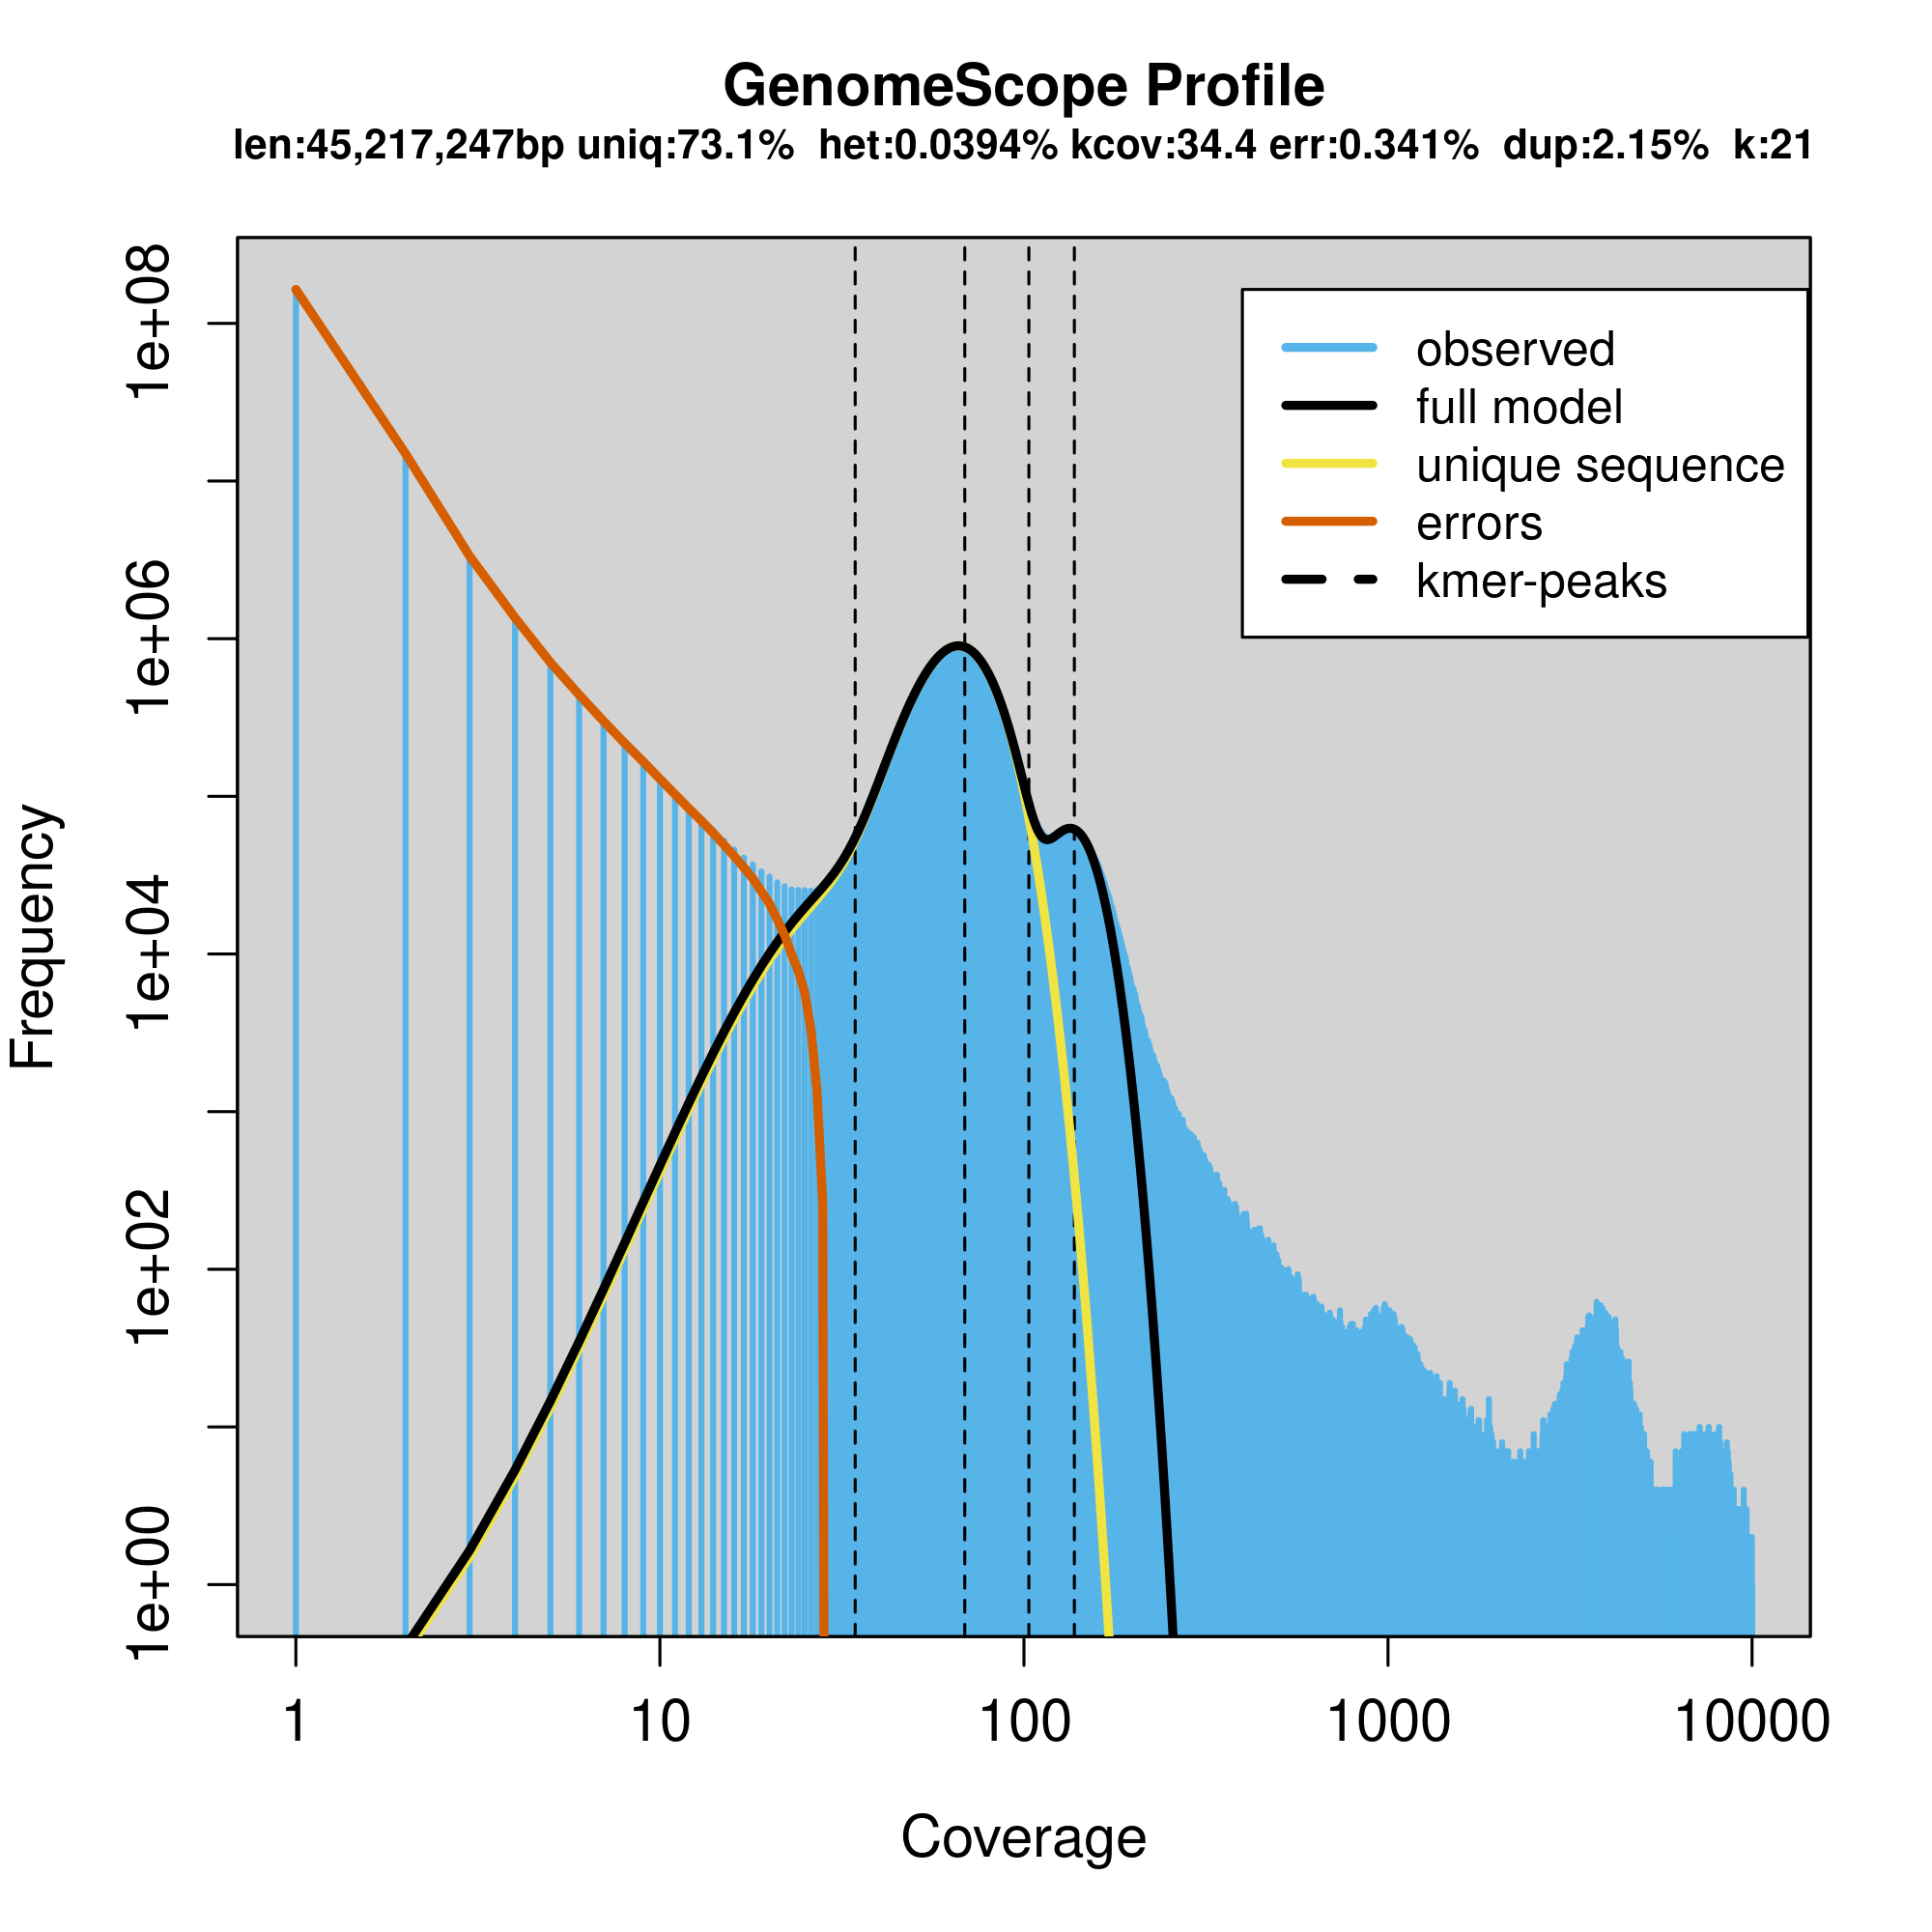 GenomeScope Profile
len:45,217,247bp uniq:73.1% het:0.0394% kcov:34.4 err:0.341% dup:2.15% k:21
observed
full model
unique sequence
errors
kmer-peaks
Frequency
1e+08
1e+06
1e+04
1e+02
1e+00
1 10 100 1000 10000
Coverage